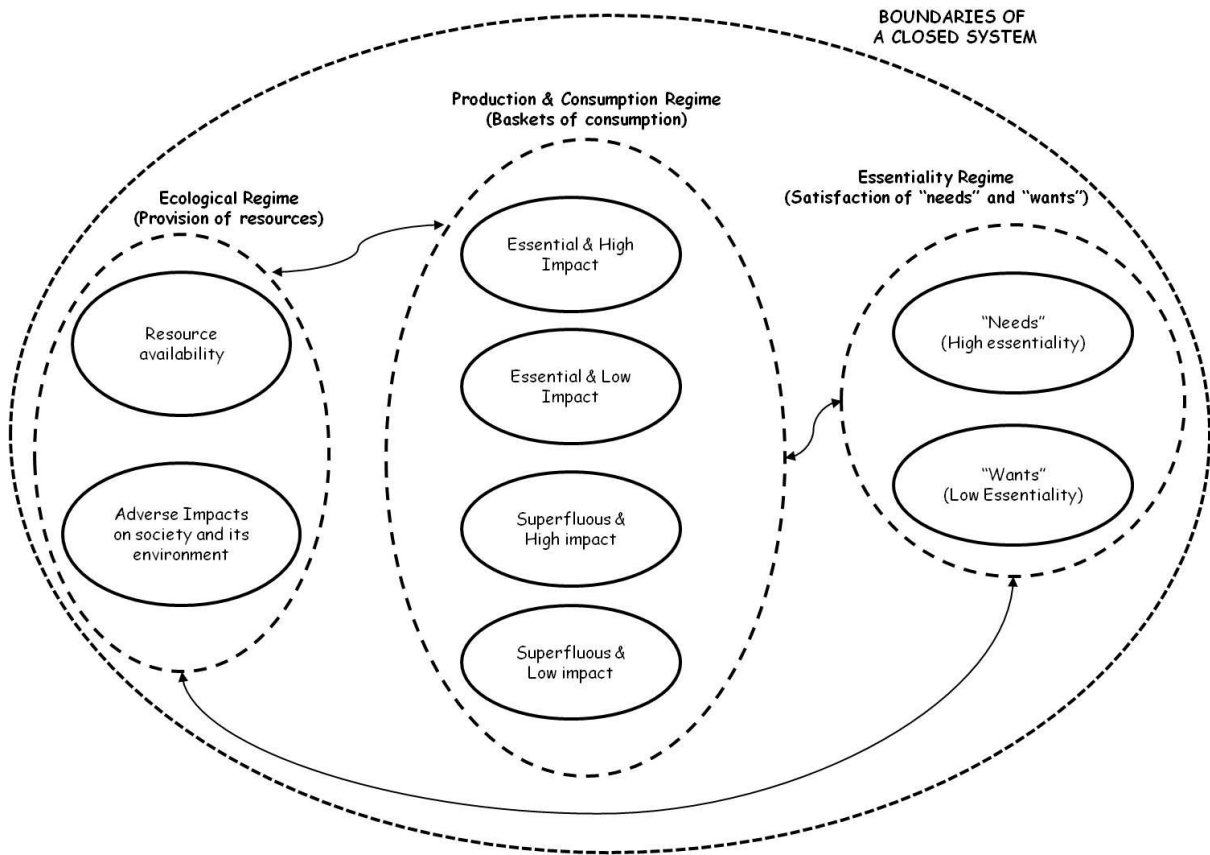 BOUNDARIES OF
A CLOSED SYSTEM
Production & Consumption Regime
(Baskets of consumption)
Ecological Regime
(Provision of resources)
Essentiality Regime
(Satisfaction of “needs” and “wants”)
Essential & High
Impact
Essential & Low
Impact
Superfluous &
High impact
Superfluous &
Low impact
Resource
availability
Adverse Impacts
on society and its
environment
“Needs”
(High essentiality)
“Wants”
(Low Essentiality)